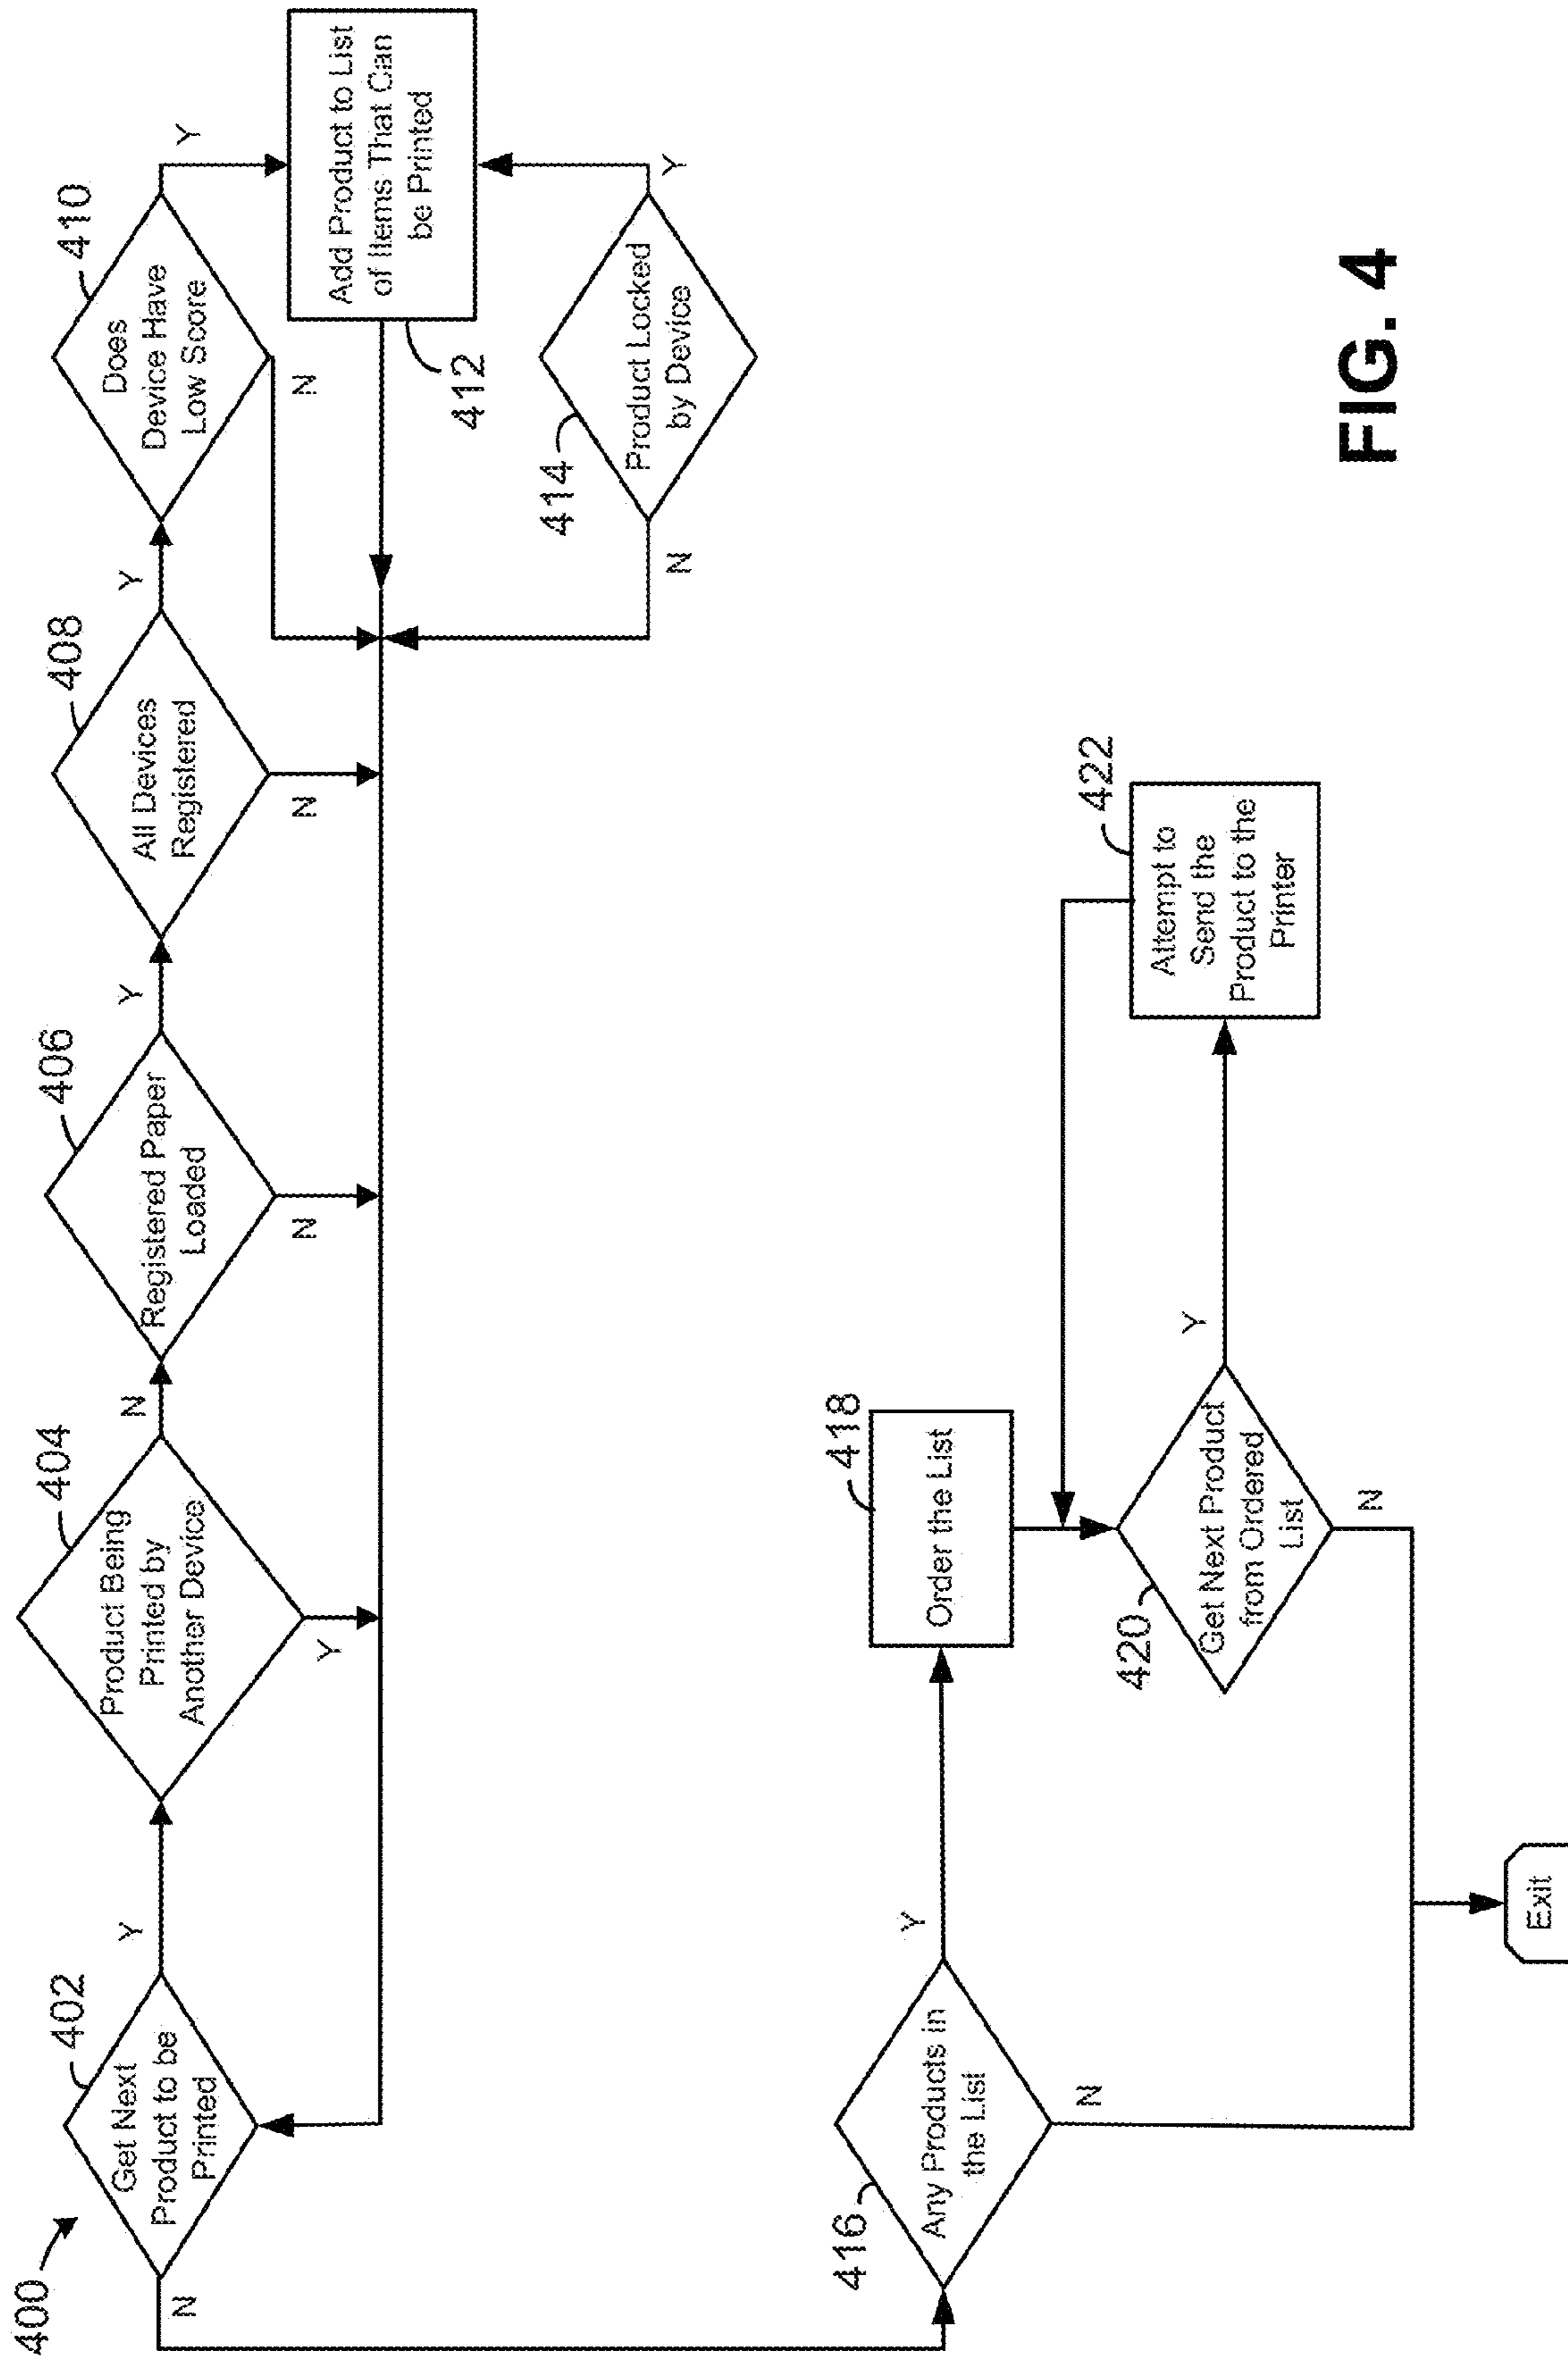 400
402
Get Next
Product to be
Printed
Y
N
404
Product Being
Printed by
Another Device
N
Y
406
Registered Paper
Loaded
Y
N
408
All Devices
Registered
Y
N
410
Does
Device Have
Low Score
Y
N
Add Product to List
of Items That Can
be Printed
412
414
Product Locked
by Device
Y
N
416
Any Products in
the List
Y
N
418
Order the List
420
Get Next Product
from Ordered
List
Y
N
422
Attempt to
Send the
Product to the
Printer
Exit
FIG. 4